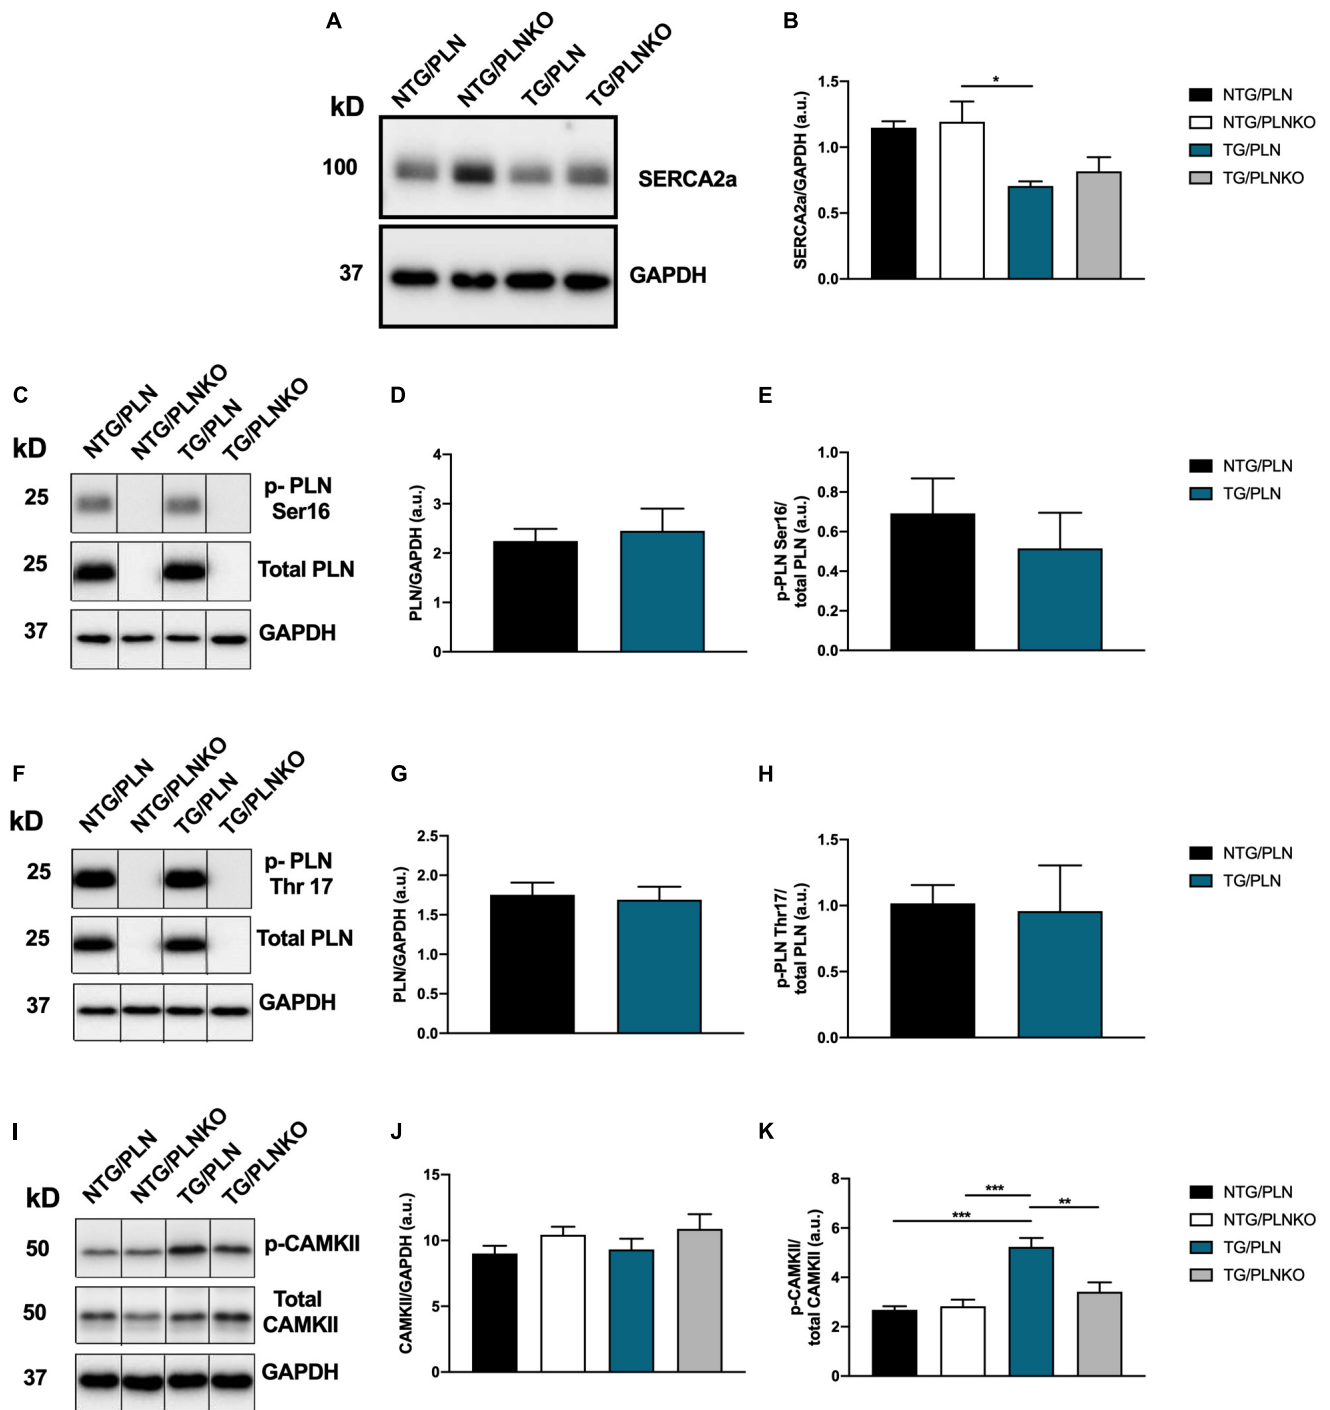 A
NTG/PLN
NTG/PLNKO
TG/PLN
TG/PLNKO
kD
100
SERCA2a
37
GAPDH
B
SERCA2a/GAPDH (a.u.)
1.5
1.0
0.5
0.0
*
NTG/PLN
NTG/PLNKO
TG/PLN
TG/PLNKO
C
NTG/PLN
NTG/PLNKO
TG/PLN
TG/PLNKO
kD
25
p- PLN
Ser16
25
Total PLN
37
GAPDH
D
PLN/GAPDH (a.u.)
4
3
2
1
0
E
p-PLN Ser16/
total PLN (a.u.)
1.0
0.8
0.6
0.4
0.2
0.0
NTG/PLN
TG/PLN
F
NTG/PLN
NTG/PLNKO
TG/PLN
TG/PLNKO
kD
25
p- PLN
Thr 17
25
Total PLN
37
GAPDH
G
PLN/GAPDH (a.u.)
2.5
2.0
1.5
1.0
0.5
0.0
H
p-PLN Thr17/
total PLN (a.u.)
1.5
1.0
0.5
0.0
NTG/PLN
TG/PLN
I
NTG/PLN
NTG/PLNKO
TG/PLN
TG/PLNKO
kD
50
p-CAMKII
50
Total
CAMKII
37
GAPDH
J
CAMKII/GAPDH (a.u.)
15
10
5
0
K
p-CAMKII/
total CAMKII (a.u.)
8
6
4
2
0
***
**
***
NTG/PLN
NTG/PLNKO
TG/PLN
TG/PLNKO